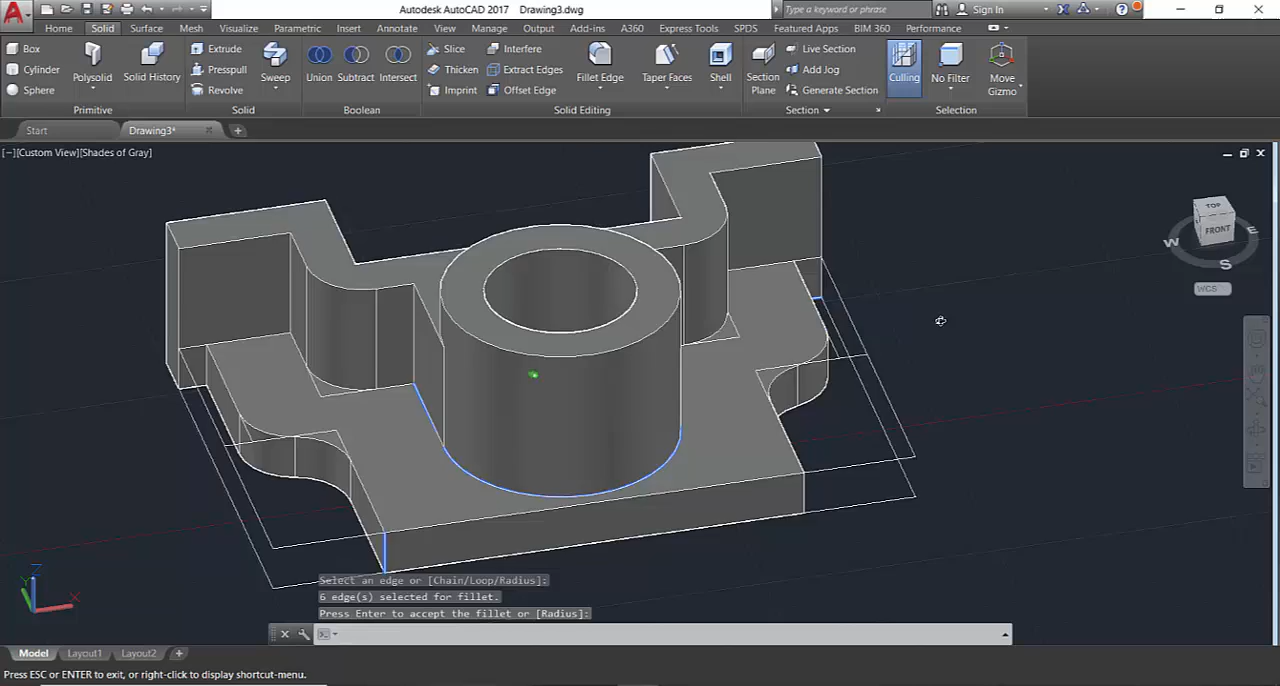 Autodesk AutoCAD 2017 Drawing3.dwg
Type a keyword or phrase
Sign In
Home Solid Surface Mesh Visualize Parametric Insert Annotate View Manage Output Add-ins A360 Express Tools SPDS Featured Apps BIM 360 Performance
Box
Cylinder
Sphere
Polysolid
Solid History
Primitive
Extrude
Presspull
Revolve
Sweep
Solid
Union Subtract Intersect
Boolean
Slice
Thicken
Imprint
Interfere
Extract Edges
Offset Edge
Fillet Edge
Taper Faces
Shell
Solid Editing
Section
Plane
Live Section
Add Jog
Generate Section
Section
Culling
No Filter
Move
Gizmo
Selection
Start
Drawing3*
[−][Custom View][Shades of Gray]
TOP
FRONT
W
E
S
WCS
Z
Y
X
Select an edge or [Chain/Loop/Radius]:
6 edge(s) selected for fillet.
Press Enter to accept the fillet or [Radius]:
Model Layout1 Layout2
Press ESC or ENTER to exit, or right-click to display shortcut-menu.